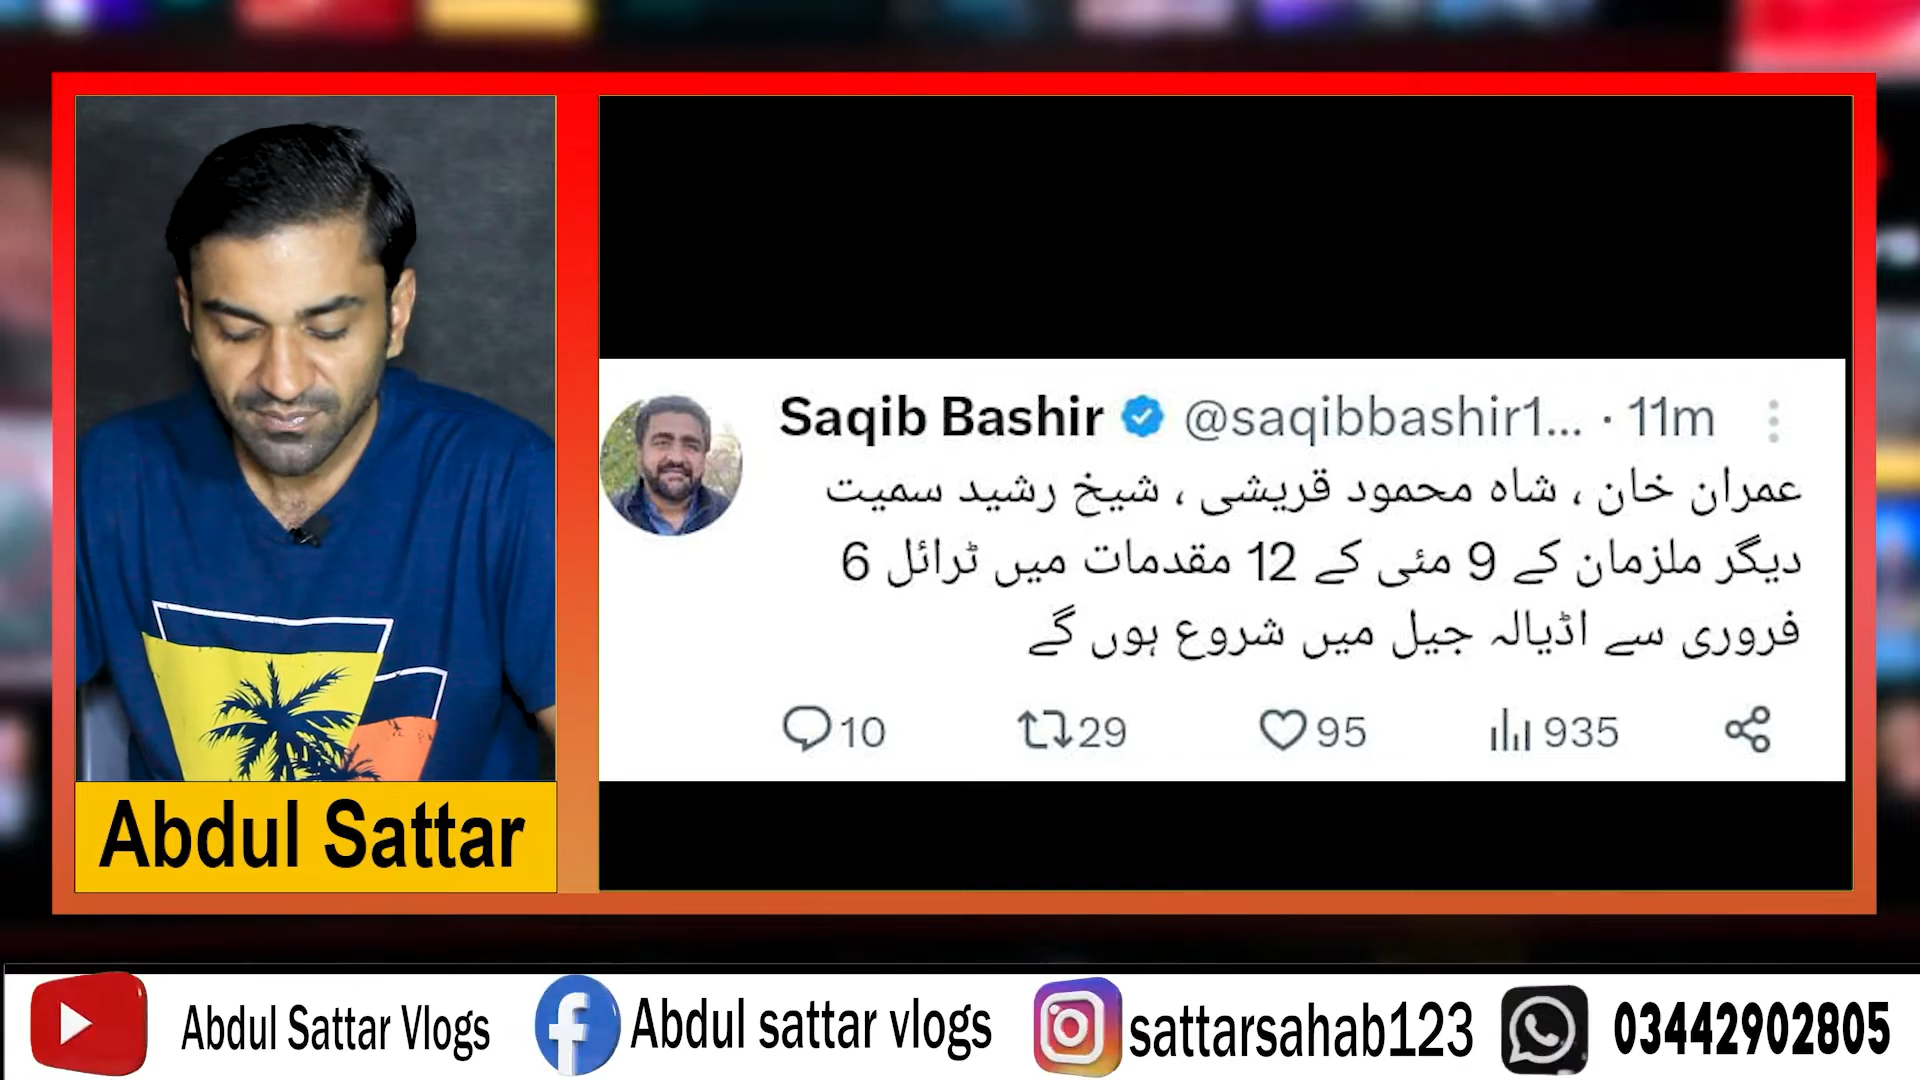 Saqib Bashir @saqibbashir1... · 11m
عمران خان ، شاہ محمود قریشی ، شیخ رشید سمیت
دیگر ملزمان کے 9 مئی کے 12 مقدمات میں ٹرائل 6
فروری سے اڈیالہ جیل میں شروع ہوں گے
10 29 95 935
Abdul Sattar
Abdul Sattar Vlogs Abdul sattar vlogs sattarsahab123 03442902805